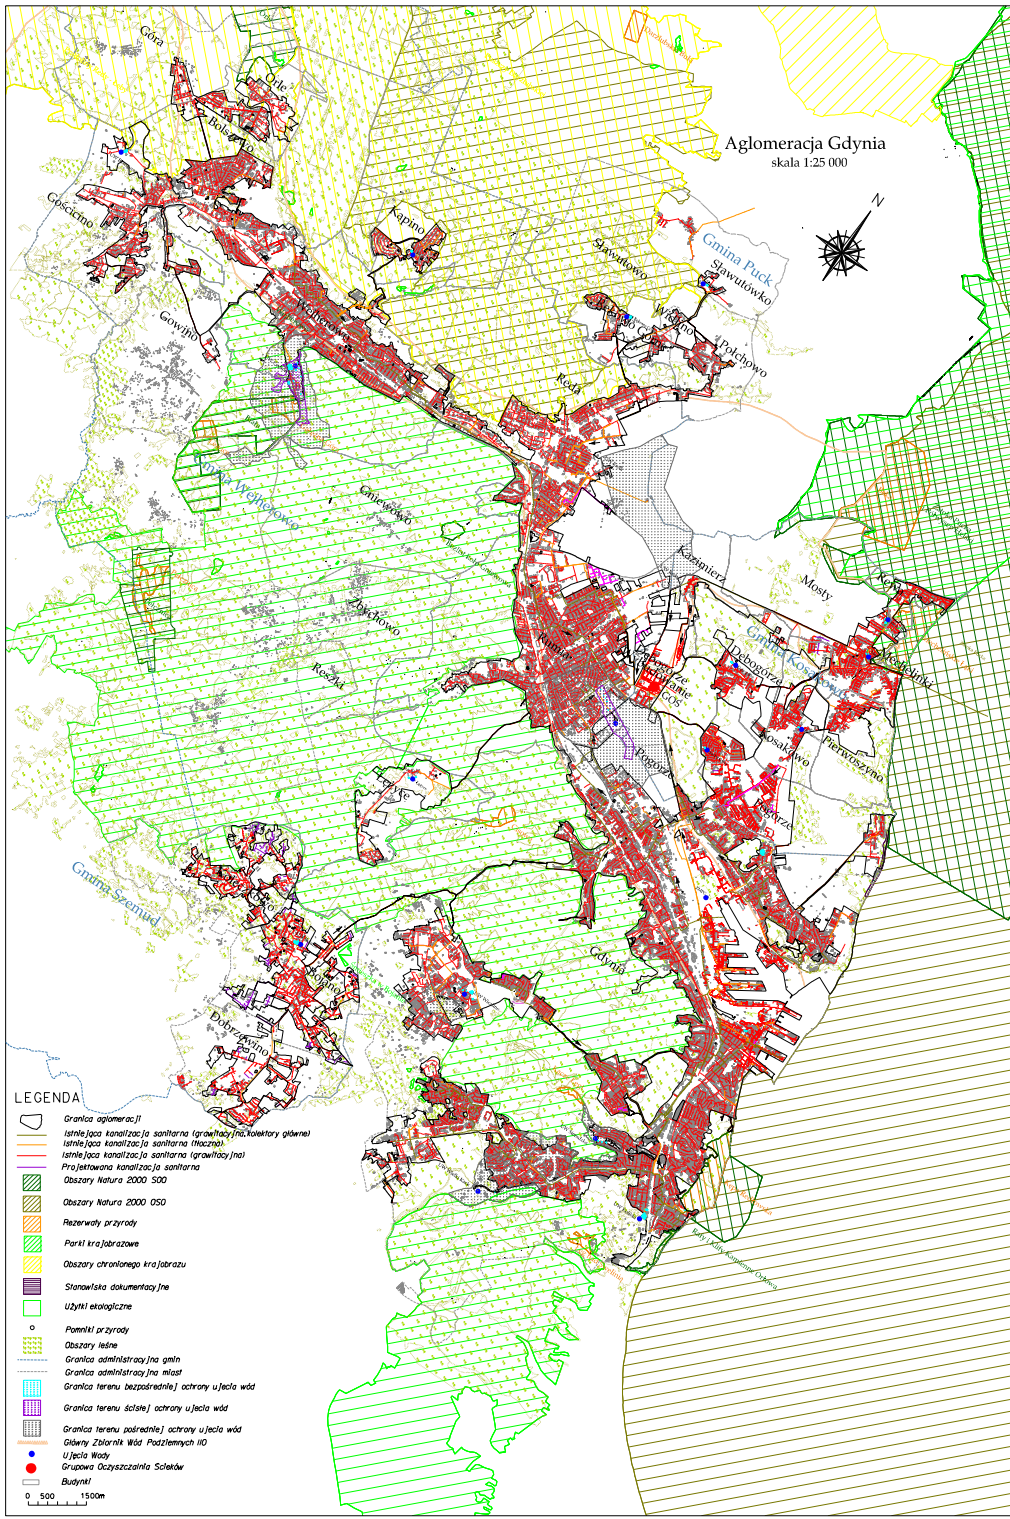 Aglomeracja Gdynia
skala 1:25 000
N
Góra
Orle
Gościcino
Kąpino
Sławutowo
Gmina Puck
Sławutówko
Widlino
Połchowo
Gowino
Wejherowo
Reda
Gmina Wejherowo
Gniewowo
Kazimierz
Mosty
Rewa
Zbychowo
Reszki
Rumia
Dębogórze
Dębogórze
Mechelinki
Kosakowo
Pierwoszyno
Pogórze
Pogórze
Łężyce
Gmina Szemud
Bojano
Gdynia
Dobrzewino
LEGENDA
Granica aglomeracji
Istniejąca kanalizacja sanitarna (grawitacyjna,kolektory główne)
Istniejąca kanalizacja sanitarna (tłoczna)
Istniejąca kanalizacja sanitarna (grawitacyjna)
Projektowana kanalizacja sanitarna
Obszary Natura 2000 SOO
Obszary Natura 2000 OSO
Rezerwaty przyrody
Parki krajobrazowe
Obszary chronionego krajobrazu
Stanowiska dokumentacyjne
Użytki ekologiczne
Pomniki przyrody
Obszary leśne
Granica administracyjna gmin
Granica administracyjna miast
Granica terenu bezpośredniej ochrony ujęcia wód
Granica terenu ścisłej ochrony ujęcia wód
Granica terenu pośredniej ochrony ujęcia wód
Główny Zbiornik Wód Podziemnych 110
Ujęcia Wody
Grupowa Oczyszczalnia Ścieków
Budynki
0 500 1500m